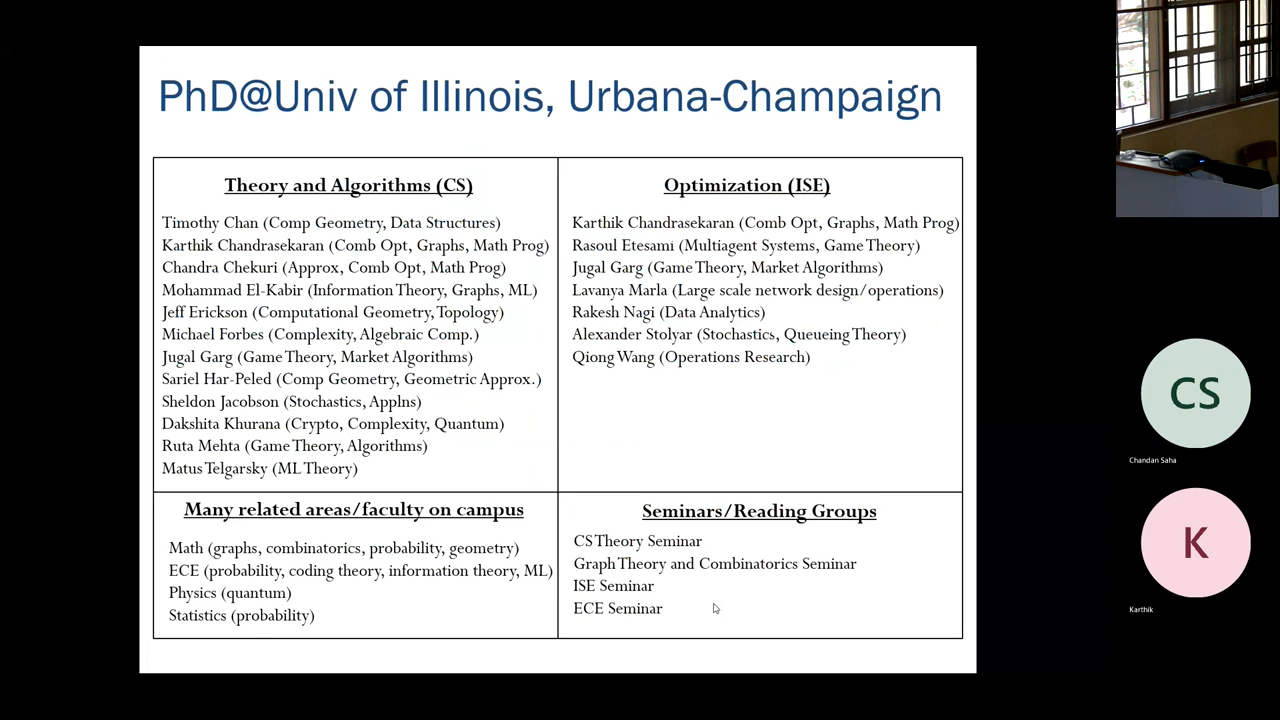 PhD@Univ of Illinois, Urbana-Champaign
Theory and Algorithms (CS)
Timothy Chan (Comp Geometry, Data Structures)
Karthik Chandrasekaran (Comb Opt, Graphs, Math Prog)
Chandra Chekuri (Approx, Comb Opt, Math Prog)
Mohammad El-Kabir (Information Theory, Graphs, ML)
Jeff Erickson (Computational Geometry, Topology)
Michael Forbes (Complexity, Algebraic Comp.)
Jugal Garg (Game Theory, Market Algorithms)
Sariel Har-Peled (Comp Geometry, Geometric Approx.)
Sheldon Jacobson (Stochastics, Applns)
Dakshita Khurana (Crypto, Complexity, Quantum)
Ruta Mehta (Game Theory, Algorithms)
Matus Telgarsky (ML Theory)
Optimization (ISE)
Karthik Chandrasekaran (Comb Opt, Graphs, Math Prog)
Rasoul Etesami (Multiagent Systems, Game Theory)
Jugal Garg (Game Theory, Market Algorithms)
Lavanya Marla (Large scale network design/operations)
Rakesh Nagi (Data Analytics)
Alexander Stolyar (Stochastics, Queueing Theory)
Qiong Wang (Operations Research)
Many related areas/faculty on campus
Math (graphs, combinatorics, probability, geometry)
ECE (probability, coding theory, information theory, ML)
Physics (quantum)
Statistics (probability)
Seminars/Reading Groups
CS Theory Seminar
Graph Theory and Combinatorics Seminar
ISE Seminar
ECE Seminar
CS
Chandan Saha
K
Karthik